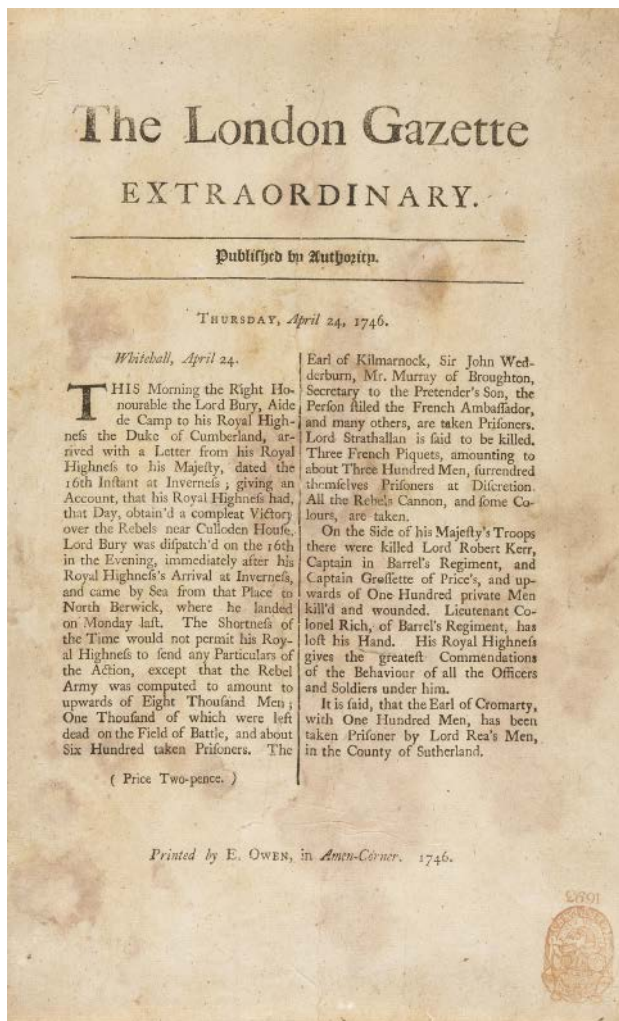 The London Gazette
EXTRAORDINARY.
Publiſhed by Authority.
THURSDAY, April 24, 1746.
Whitehall, April 24.
THIS Morning the Right Ho-
nourable the Lord Bury, Aide
de Camp to his Royal High-
neſs the Duke of Cumberland, ar-
rived with a Letter from his Royal
Highneſs to his Majeſty, dated the
16th Inſtant at Inverneſs; giving an
Account, that his Royal Highneſs had,
that Day, obtain'd a compleat Victory
over the Rebels near Culloden Houſe.
Lord Bury was diſpatch'd on the 16th
in the Evening, immediately after his
Royal Highneſs's Arrival at Inverneſs,
and came by Sea from that Place to
North Berwick, where he landed
on Monday laſt. The Shortneſs of
the Time would not permit his Roy-
al Highneſs to ſend any Particulars of
the Action, except that the Rebel
Army was computed to amount to
upwards of Eight Thouſand Men;
One Thouſand of which were left
dead on the Field of Battle, and about
Six Hundred taken Priſoners. The
( Price Two-pence. )
Earl of Kilmarnock, Sir John Wed-
derburn, Mr. Murray of Broughton,
Secretary to the Pretender's Son, the
Perſon ſtiled the French Ambaſſador,
and many others, are taken Priſoners.
Lord Strathallan is ſaid to be killed.
Three French Piquets, amounting to
about Three Hundred Men, ſurrendred
themſelves Priſoners at Diſcretion.
All the Rebels Cannon, and ſome Co-
lours, are taken.
On the Side of his Majeſty's Troops
there were killed Lord Robert Kerr,
Captain in Barrel's Regiment, and
Captain Groſſette of Price's, and up-
wards of One Hundred private Men
kill'd and wounded. Lieutenant Co-
lonel Rich, of Barrel's Regiment, has
loſt his Hand. His Royal Highneſs
gives the greateſt Commendations
of the Behaviour of all the Officers
and Soldiers under him.
It is ſaid, that the Earl of Cromarty,
with One Hundred Men, has been
taken Priſoner by Lord Rea's Men,
in the County of Sutherland.
Printed by E. OWEN, in Amen-Corner. 1746.